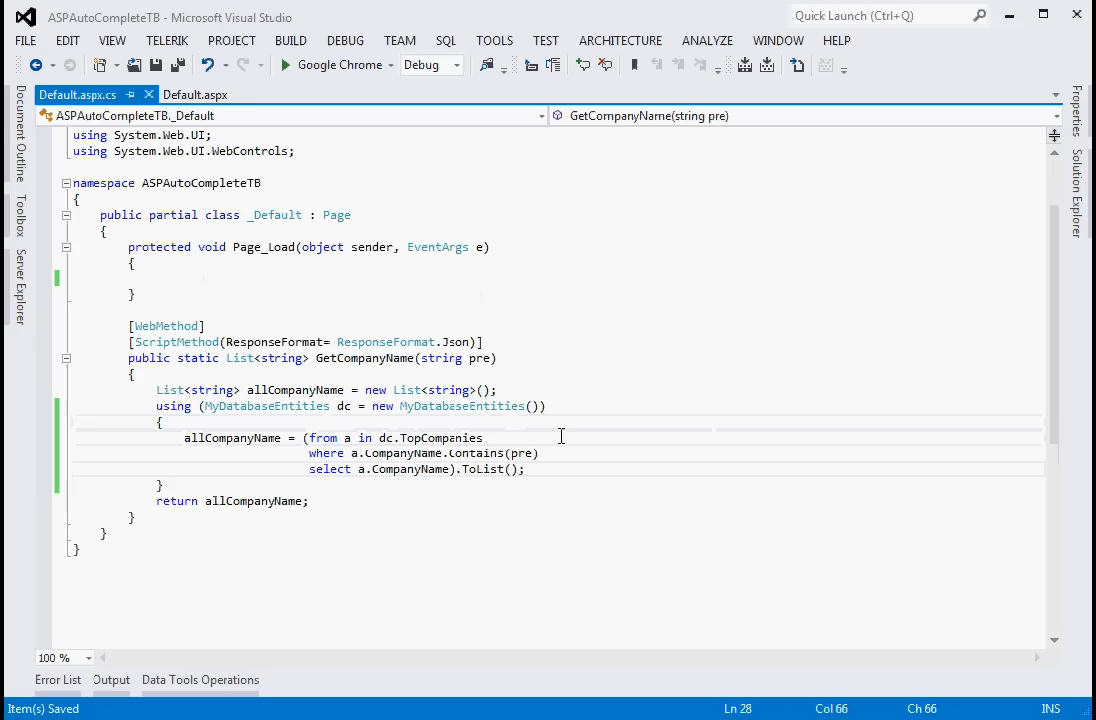 ASPAutoCompleteTB - Microsoft Visual Studio
Quick Launch (Ctrl+Q)
FILE EDIT VIEW TELERIK PROJECT BUILD DEBUG TEAM SQL TOOLS TEST ARCHITECTURE ANALYZE WINDOW HELP
Google Chrome Debug
Default.aspx.cs Default.aspx
ASPAutoCompleteTB._Default GetCompanyName(string pre)
Document Outline
Toolbox
Server Explorer
using System.Web.UI;
using System.Web.UI.WebControls;
namespace ASPAutoCompleteTB
{
public partial class _Default : Page
{
protected void Page_Load(object sender, EventArgs e)
{
}
[WebMethod]
[ScriptMethod(ResponseFormat= ResponseFormat.Json)]
public static List<string> GetCompanyName(string pre)
{
List<string> allCompanyName = new List<string>();
using (MyDatabaseEntities dc = new MyDatabaseEntities())
{
allCompanyName = (from a in dc.TopCompanies
where a.CompanyName.Contains(pre)
select a.CompanyName).ToList();
}
return allCompanyName;
}
}
}
Properties
Solution Explorer
100 %
Error List Output Data Tools Operations
Item(s) Saved Ln 28 Col 66 Ch 66 INS